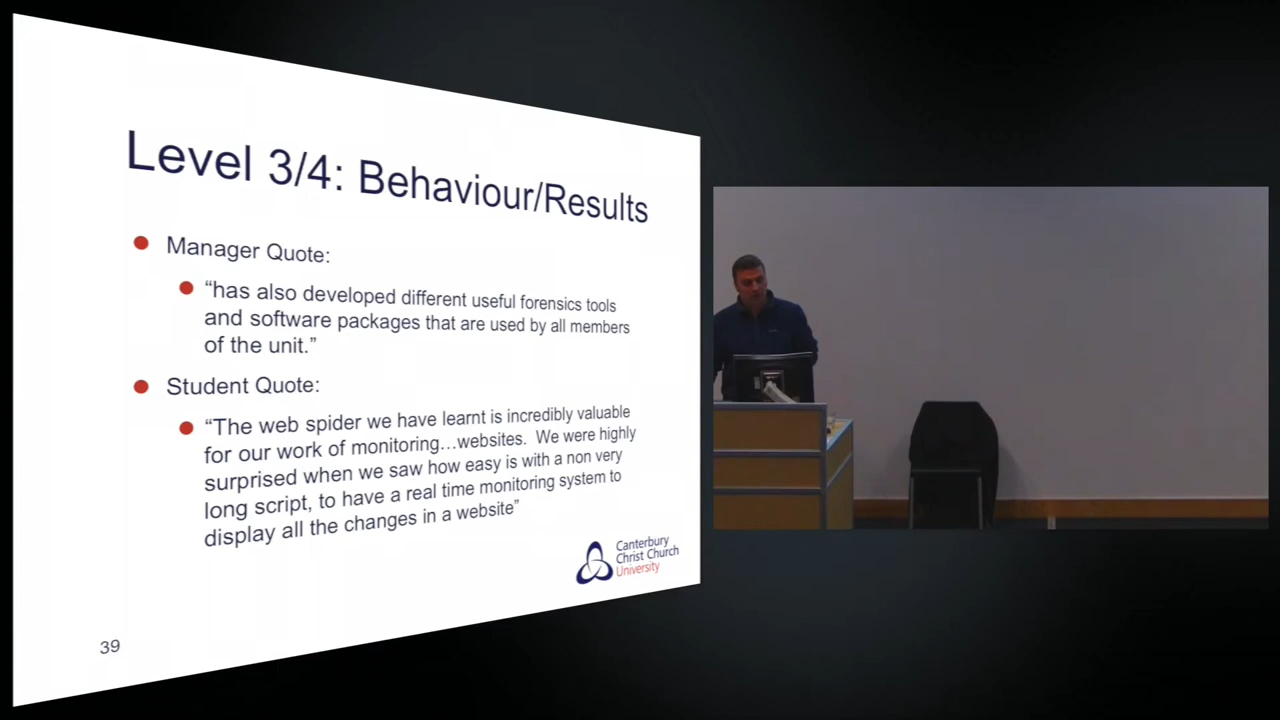 Level 3/4: Behaviour/Results
Manager Quote:
“has also developed different useful forensics tools
and software packages that are used by all members
of the unit.”
Student Quote:
“The web spider we have learnt is incredibly valuable
for our work of monitoring…websites. We were highly
surprised when we saw how easy is with a non very
long script, to have a real time monitoring system to
display all the changes in a website”
Canterbury
Christ Church
University
39